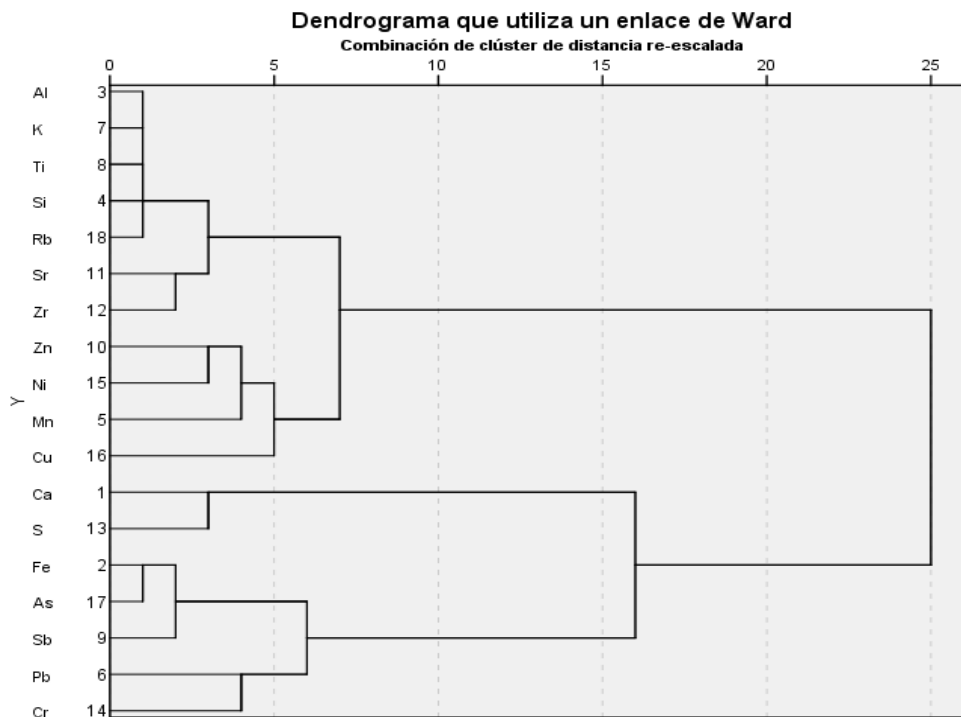 Dendrograma que utiliza un enlace de Ward
Combinación de clúster de distancia re-escalada
0 5 10 15 20 25
Al 3
K 7
Ti 8
Si 4
Rb 18
Sr 11
Zr 12
Zn 10
Ni 15
Y
Mn 5
Cu 16
Ca 1
S 13
Fe 2
As 17
Sb 9
Pb 6
Cr 14